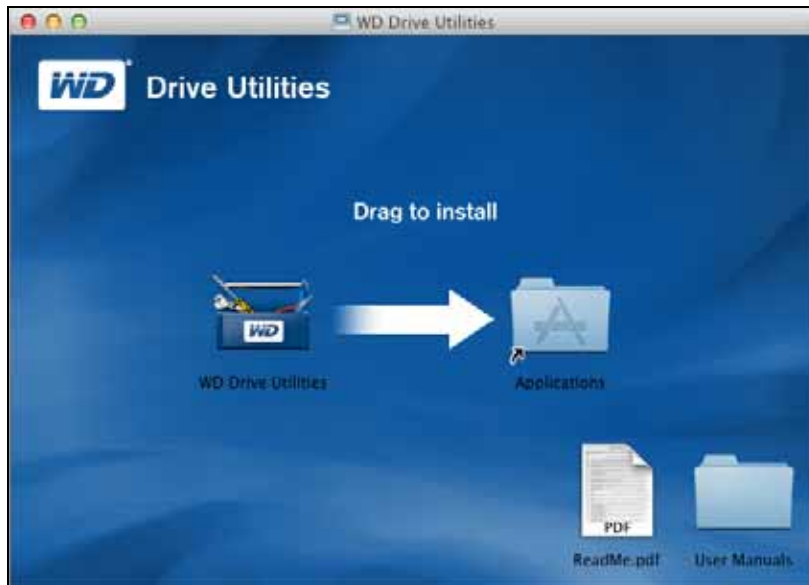 WD Drive Utilities
WD Drive Utilities
Drag to install
WD
WD Drive Utilities
Applications
PDF
ReadMe.pdf
User Manuals